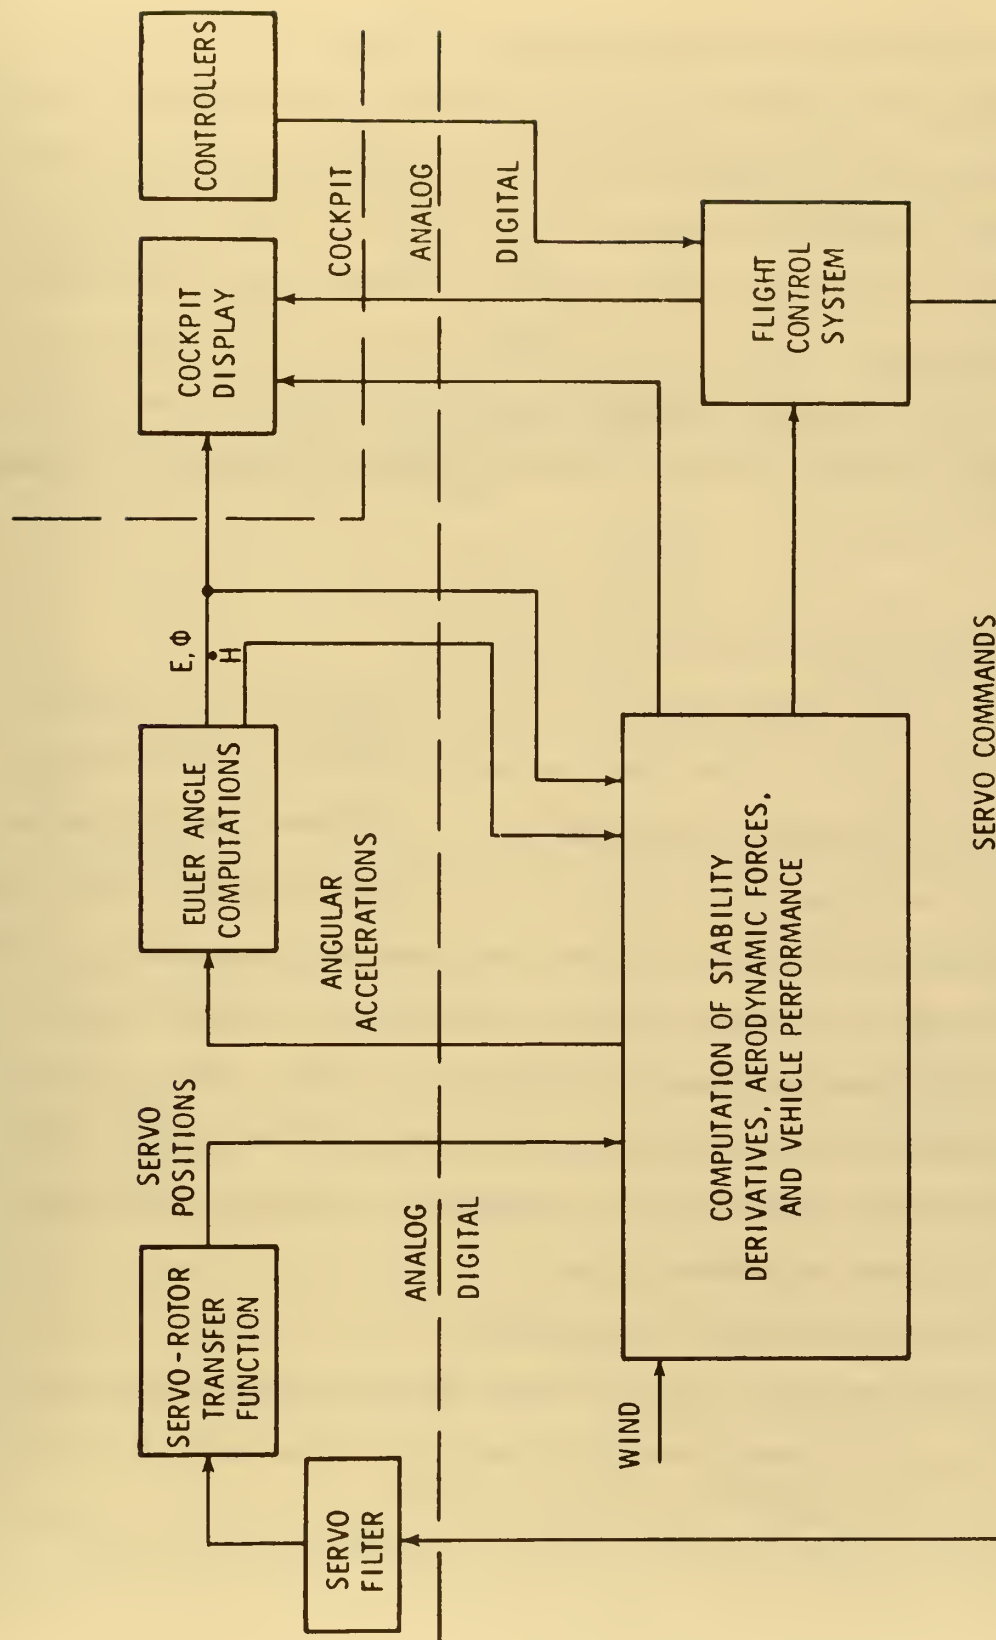 SERVO
FILTER
SERVO-ROTOR
TRANSFER
FUNCTION
SERVO
POSITIONS
EULER ANGLE
COMPUTATIONS
E, Φ
Ḣ
COCKPIT
DISPLAY
CONTROLLERS
ANGULAR
ACCELERATIONS
COCKPIT
ANALOG
DIGITAL
ANALOG
DIGITAL
WIND
COMPUTATION OF STABILITY
DERIVATIVES, AERODYNAMIC FORCES,
AND VEHICLE PERFORMANCE
FLIGHT
CONTROL
SYSTEM
SERVO COMMANDS